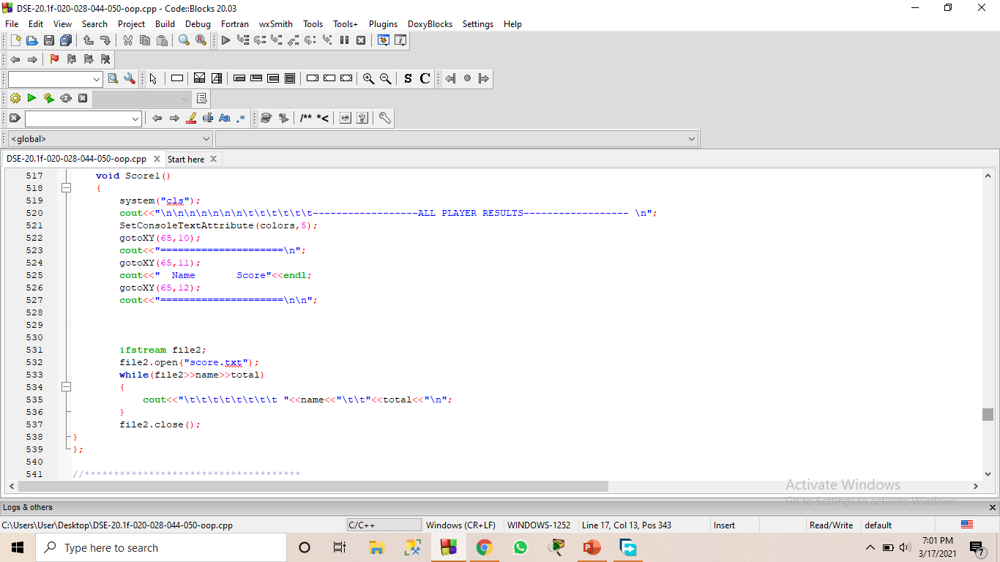 DSE-20.1f-020-028-044-050-oop.cpp - Code::Blocks 20.03
File Edit View Search Project Build Debug Fortran wxSmith Tools Tools+ Plugins DoxyBlocks Settings Help
S C
Aa .* /** *<
<global>
DSE-20.1f-020-028-044-050-oop.cpp Start here
517 void Score1()
518 {
519 system("cls");
520 cout<<"\n\n\n\n\n\n\n\t\t\t\t\t\t------------------ALL PLAYER RESULTS------------------ \n";
521 SetConsoleTextAttribute(colors,5);
522 gotoXY(65,10);
523 cout<<"=====================\n";
524 gotoXY(65,11);
525 cout<<"  Name       Score"<<endl;
526 gotoXY(65,12);
527 cout<<"=====================\n\n";
528
529
530
531 ifstream file2;
532 file2.open("score.txt");
533 while(file2>>name>>total)
534 {
535 cout<<"\t\t\t\t\t\t\t\t "<<name<<"\t\t"<<total<<"\n";
536 }
537 file2.close();
538 }
539 };
540
541 //*************************************
Activate Windows
Go to Settings to activate Windows.
Logs & others
C:\Users\User\Desktop\DSE-20.1f-020-028-044-050-oop.cpp C/C++ Windows (CR+LF) WINDOWS-1252 Line 17, Col 13, Pos 343 Insert Read/Write default
Type here to search
7:01 PM
3/17/2021
7